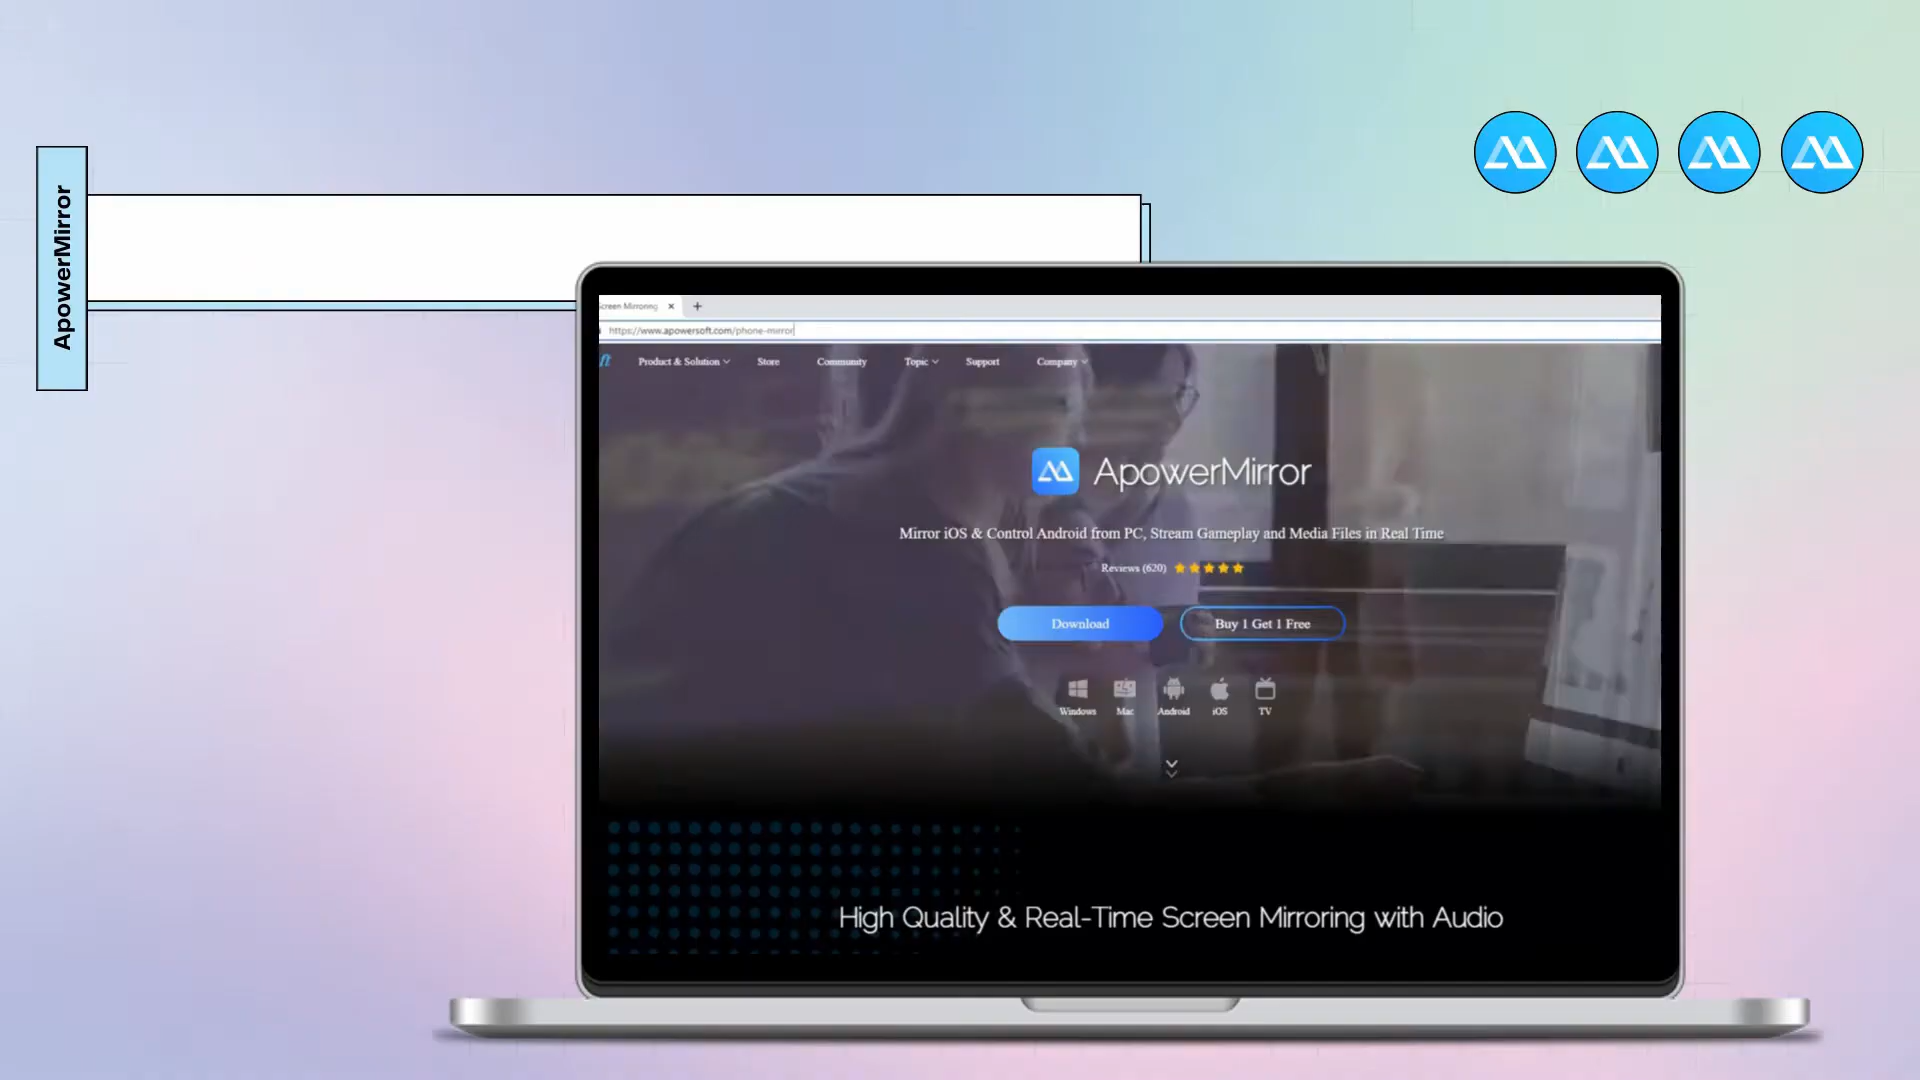 ApowerMirror
creen Mirroring
https://www.apowersoft.com/phone-mirror
ft Product & Solution Store Community Topic Support Company
ApowerMirror
Mirror iOS & Control Android from PC, Stream Gameplay and Media Files in Real Time
Reviews (620)
Download Buy 1 Get 1 Free
Windows Mac Android iOS TV
High Quality & Real-Time Screen Mirroring with Audio